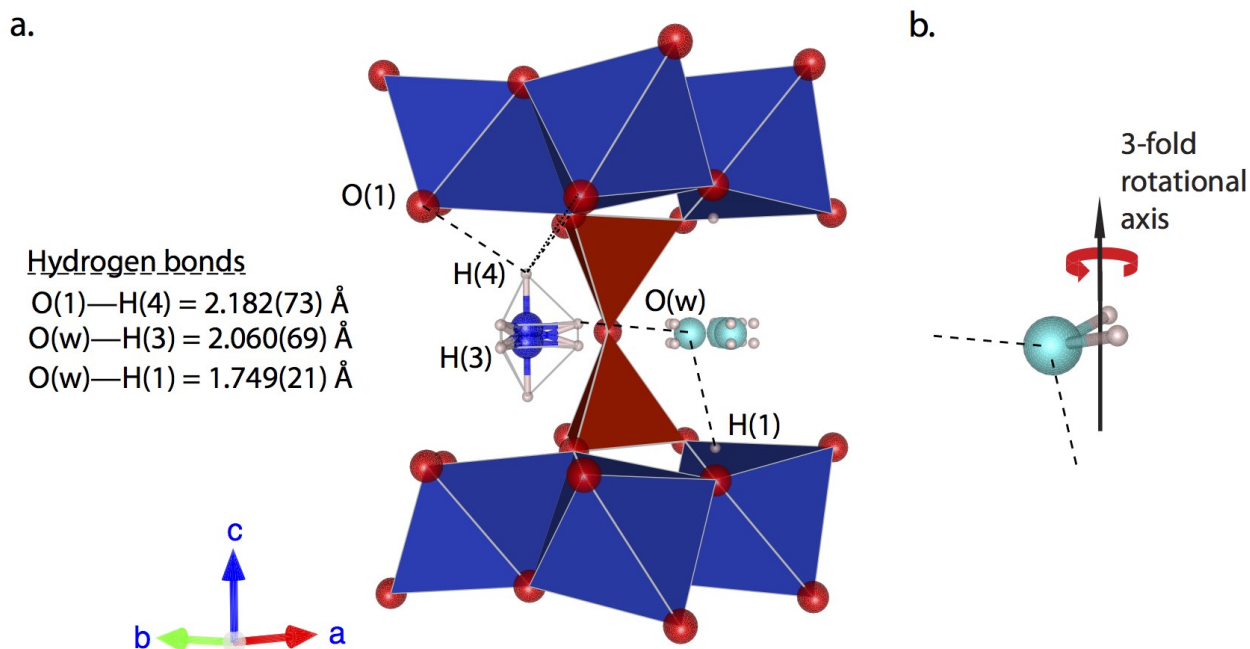 a.
b.
3-fold
rotational
axis
O(1)
Hydrogen bonds
O(1)—H(4) = 2.182(73) Å
O(w)—H(3) = 2.060(69) Å
O(w)—H(1) = 1.749(21) Å
H(4)
O(w)
H(3)
H(1)
c
b
a